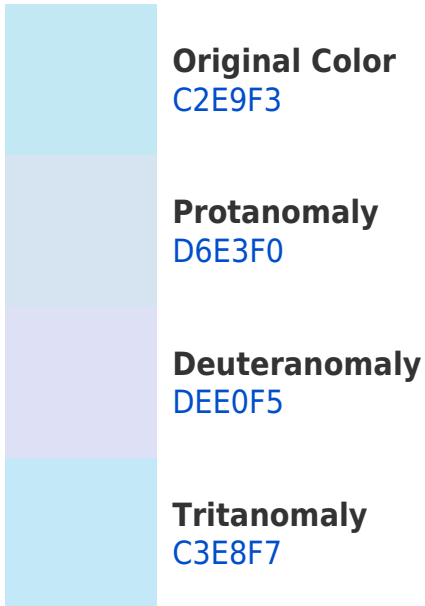 Original Color
C2E9F3
Protanomaly
D6E3F0
Deuteranomaly
DEE0F5
Tritanomaly
C3E8F7